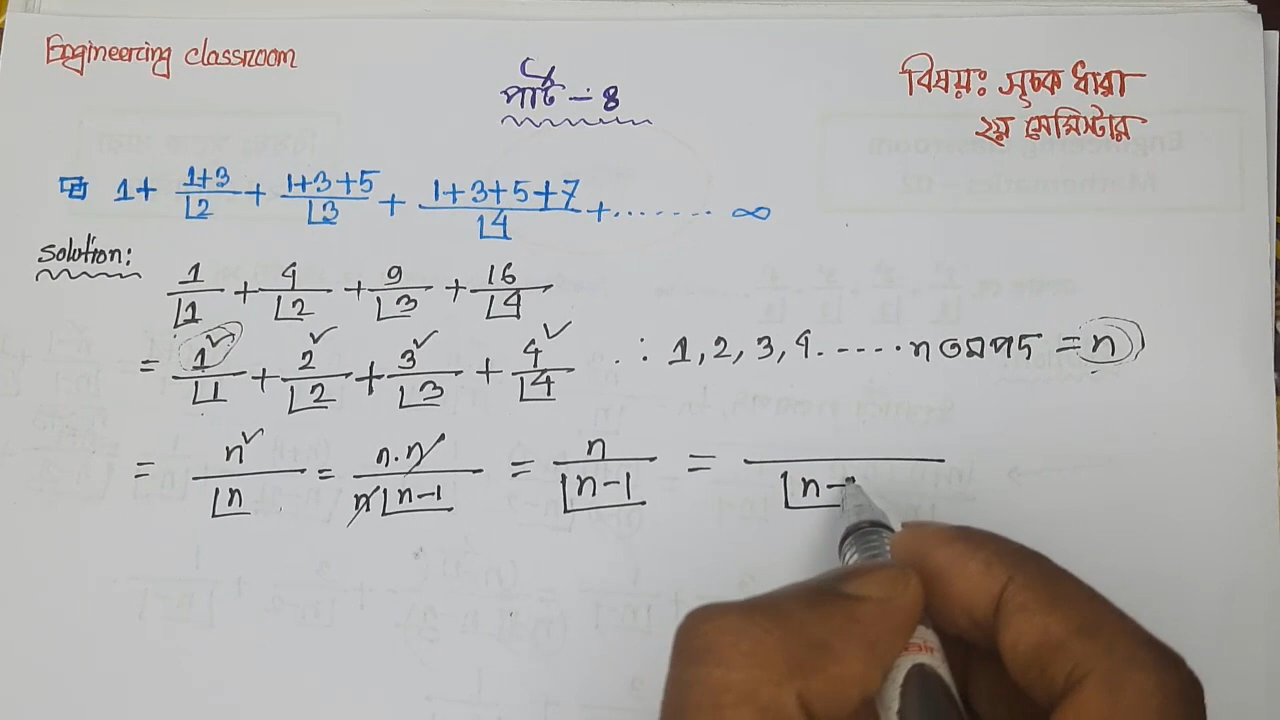 Engineering classroom
পার্ট - ৪
বিষয়ঃ সূচক ধারা
২য় সেমিস্টার
1 + (1+3)/⌊2 + (1+3+5)/⌊3 + (1+3+5+7)/⌊4 + ........ ∞
Solution:
1/⌊1 + 4/⌊2 + 9/⌊3 + 16/⌊4
= 1²/⌊1 + 2²/⌊2 + 3²/⌊3 + 4²/⌊4 ∴ 1, 2, 3, 4.-----.n তমপদ = n
= n²/⌊n = n.n/n⌊n-1 = n/⌊n-1 = /⌊n-